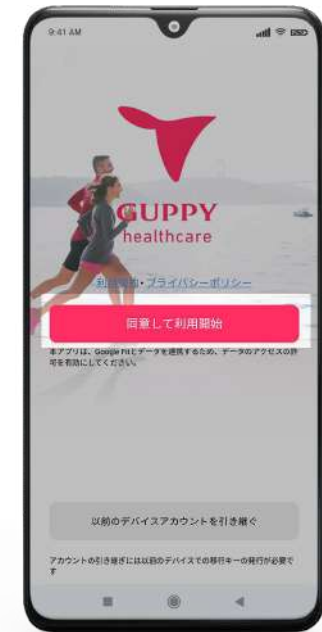 9:41 AM
GUPPY
healthcare
利用規約・プライバシーポリシー
同意して利用開始
本アプリは、Google Fitとデータを連携するため、データのアクセスの許
可を有効にしてください。
以前のデバイスアカウントを引き継ぐ
アカウントの引き継ぎには以前のデバイスでの移行キーの発行が必要で
す